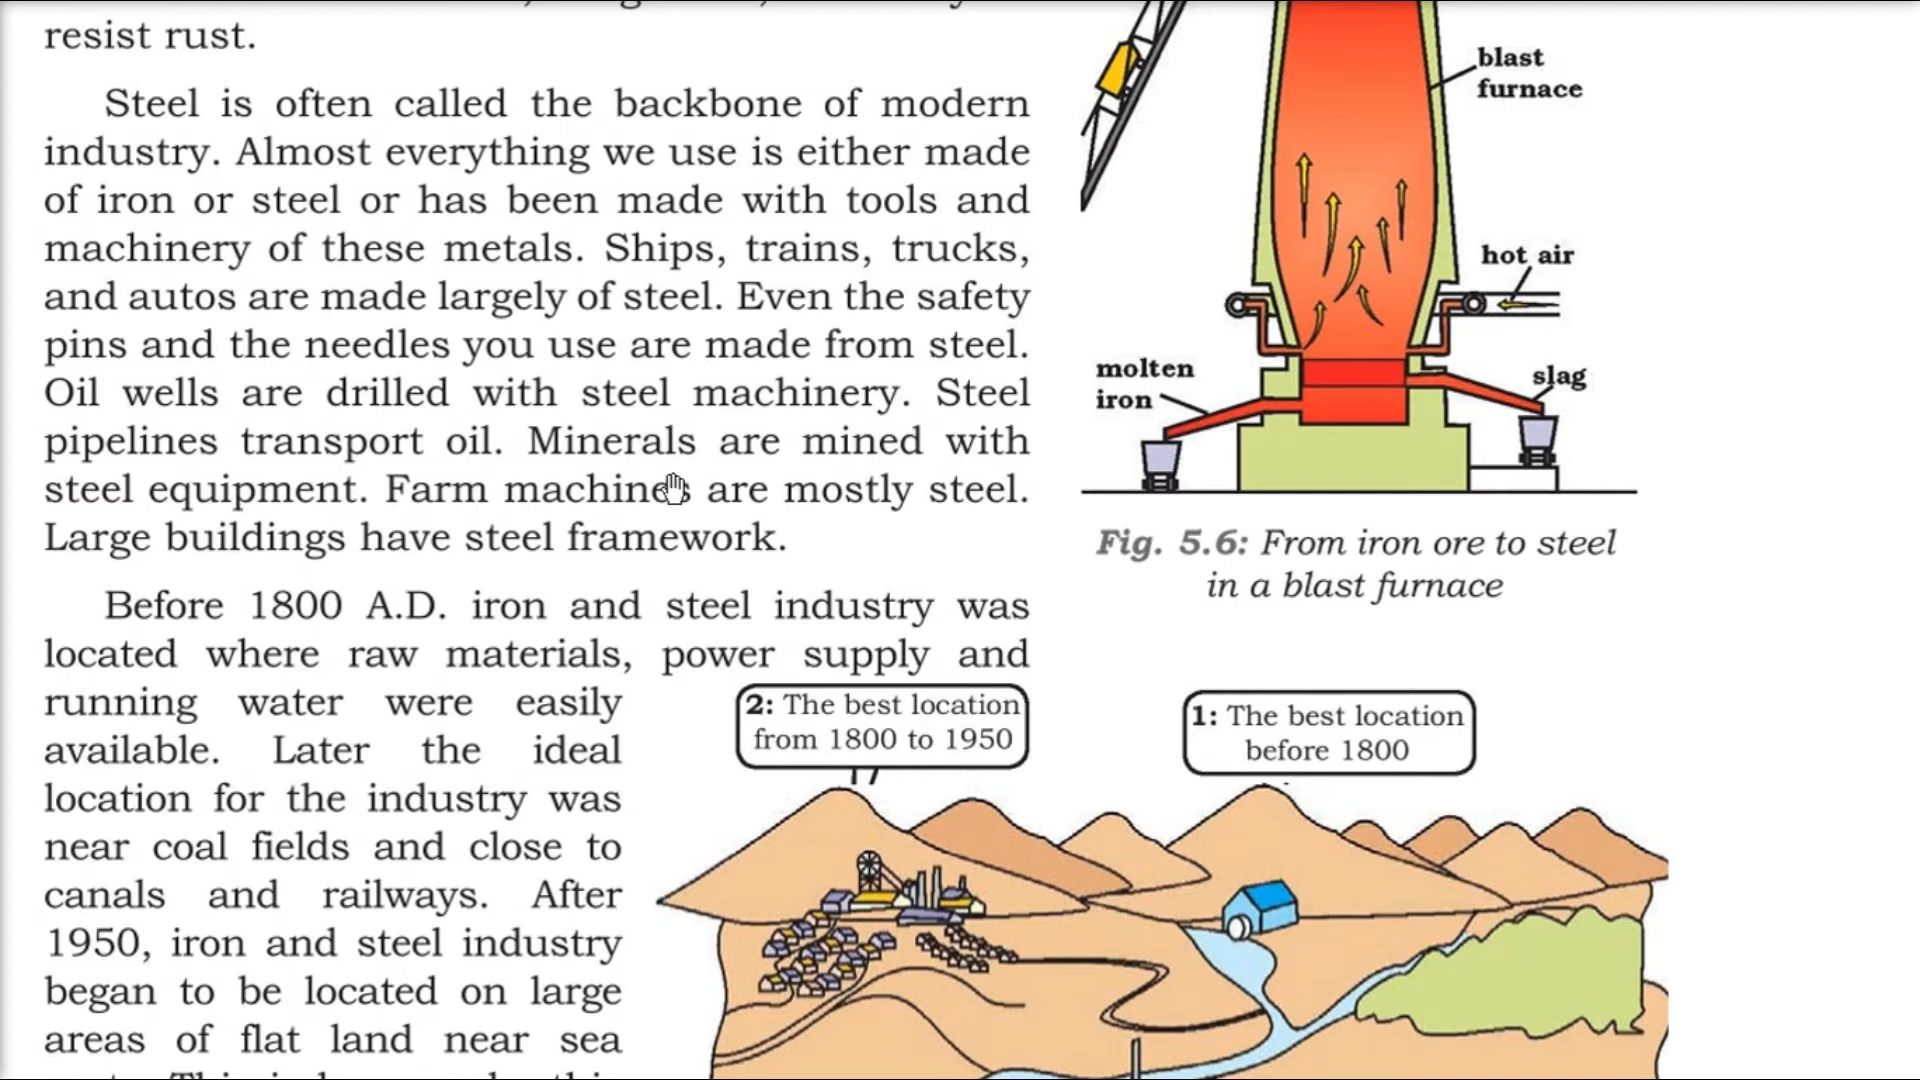 resist rust.
Steel is often called the backbone of modern
industry. Almost everything we use is either made
of iron or steel or has been made with tools and
machinery of these metals. Ships, trains, trucks,
and autos are made largely of steel. Even the safety
pins and the needles you use are made from steel.
Oil wells are drilled with steel machinery. Steel
pipelines transport oil. Minerals are mined with
steel equipment. Farm machines are mostly steel.
Large buildings have steel framework.
Before 1800 A.D. iron and steel industry was
located where raw materials, power supply and
running water were easily
available. Later the ideal
location for the industry was
near coal fields and close to
canals and railways. After
1950, iron and steel industry
began to be located on large
areas of flat land near sea
blast
furnace
hot air
molten
iron
slag
Fig. 5.6: From iron ore to steel
in a blast furnace
2: The best location
from 1800 to 1950
1: The best location
before 1800